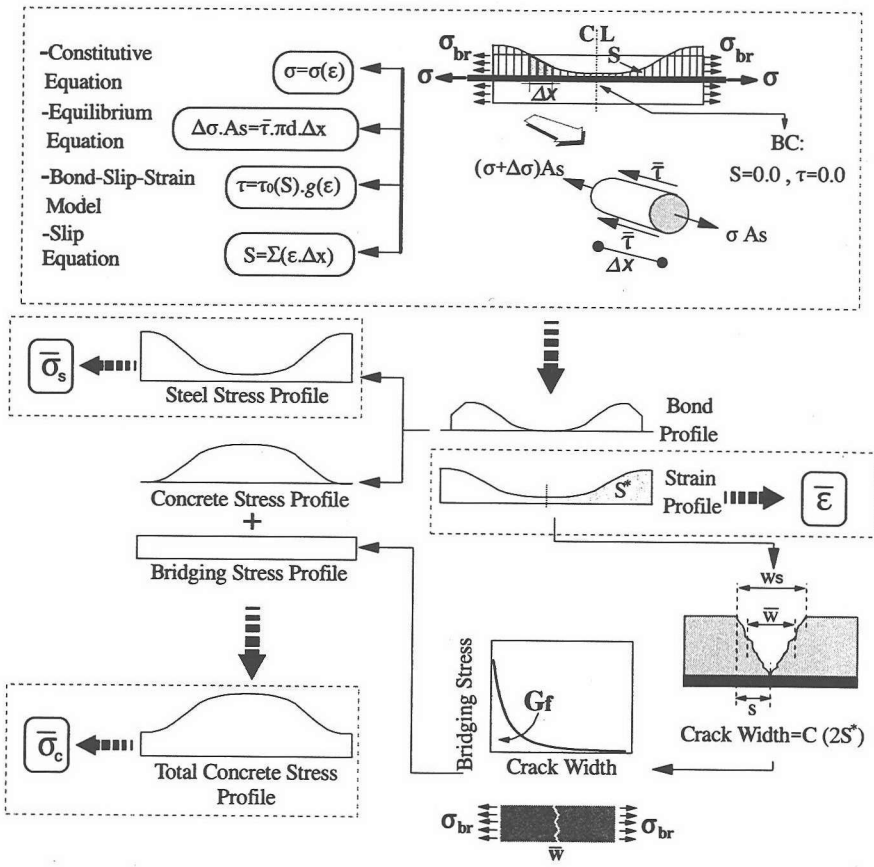 -Constitutive
Equation
σ=σ(ε)
-Equilibrium
Equation
Δσ.As=τ̄.πd.Δx
-Bond-Slip-Strain
Model
τ=τ₀(S).g(ε)
-Slip
Equation
S=Σ(ε.Δx)
C L
σbr
σbr
S
σ
σ
Δx
BC:
S=0.0 , τ=0.0
(σ+Δσ)As
τ̄
σ As
τ̄
Δx
σ̄s
Steel Stress Profile
Bond
Profile
Concrete Stress Profile
+
Bridging Stress Profile
S*
Strain
Profile
ε̄
ws
w̄
s
Crack Width=C (2S*)
Bridging Stress
Gf
Crack Width
σ̄c
Total Concrete Stress
Profile
σbr
σbr
w̄